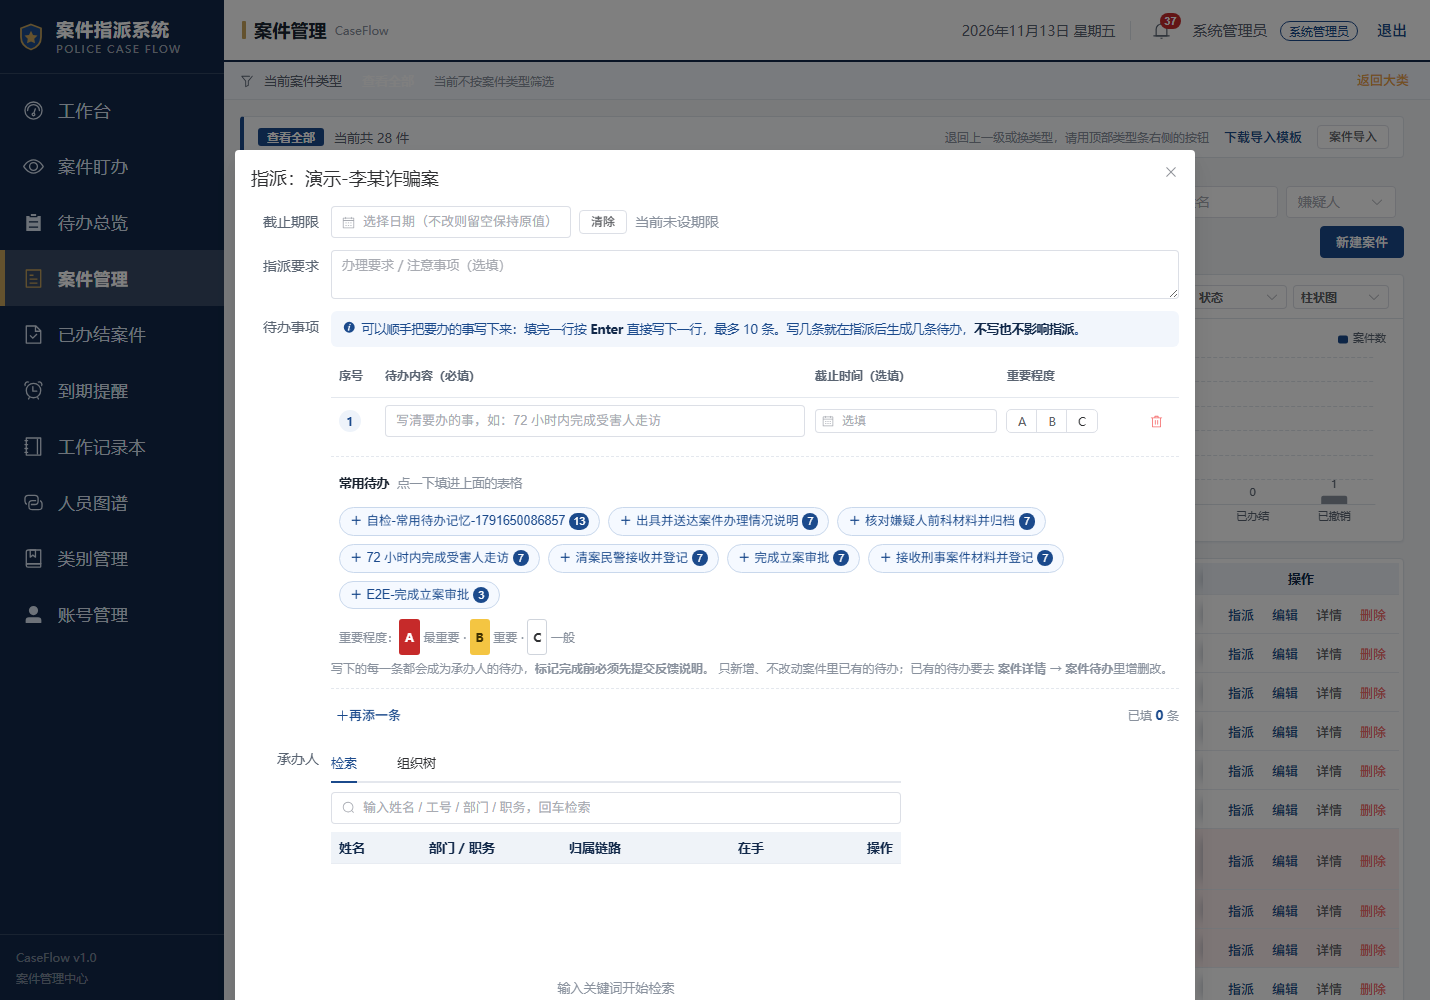 案件指派系统
POLICE CASE FLOW
工作台
案件盯办
待办总览
案件管理
已办结案件
到期提醒
工作记录本
人员图谱
类别管理
账号管理
CaseFlow v1.0
案件管理中心
案件管理 CaseFlow
2026年11月13日 星期五 37 系统管理员 系统管理员 退出
当前案件类型 当前不按案件类型筛选 返回大类
查看全部 当前共 28 件 退回上一级或换类型，请用顶部类型条右侧的按钮 下载导入模板 案件导入
名 嫌疑人
新建案件
状态 柱状图
案件数
0 1
已办结 已撤销
操作
指派 编辑 详情 删除
指派 编辑 详情 删除
指派 编辑 详情 删除
指派 编辑 详情 删除
指派 编辑 详情 删除
指派 编辑 详情 删除
指派 编辑 详情 删除
指派 编辑 详情 删除
指派 编辑 详情 删除
指派 编辑 详情 删除
指派：演示-李某诈骗案
截止期限 选择日期（不改则留空保持原值） 清除 当前未设期限
指派要求 办理要求 / 注意事项（选填）
待办事项 可以顺手把要办的事写下来：填完一行按 Enter 直接写下一行，最多 10 条。写几条就在指派后生成几条待办，不写也不影响指派。
序号 待办内容（必填） 截止时间（选填） 重要程度
1 写清要办的事，如：72 小时内完成受害人走访 选填 A B C
常用待办 点一下填进上面的表格
自检-常用待办记忆-1791650086857 13 出具并送达案件办理情况说明 7 核对嫌疑人前科材料并归档 7
72 小时内完成受害人走访 7 清案民警接收并登记 7 完成立案审批 7 接收刑事案件材料并登记 7
E2E-完成立案审批 3
重要程度： A 最重要 · B 重要 · C 一般
写下的每一条都会成为承办人的待办，标记完成前必须先提交反馈说明。 只新增、不改动案件里已有的待办；已有的待办要去 案件详情 → 案件待办里增删改。
再添一条 已填 0 条
承办人 检索 组织树
输入姓名 / 工号 / 部门 / 职务，回车检索
姓名 部门 / 职务 归属链路 在手 操作
输入关键词开始检索